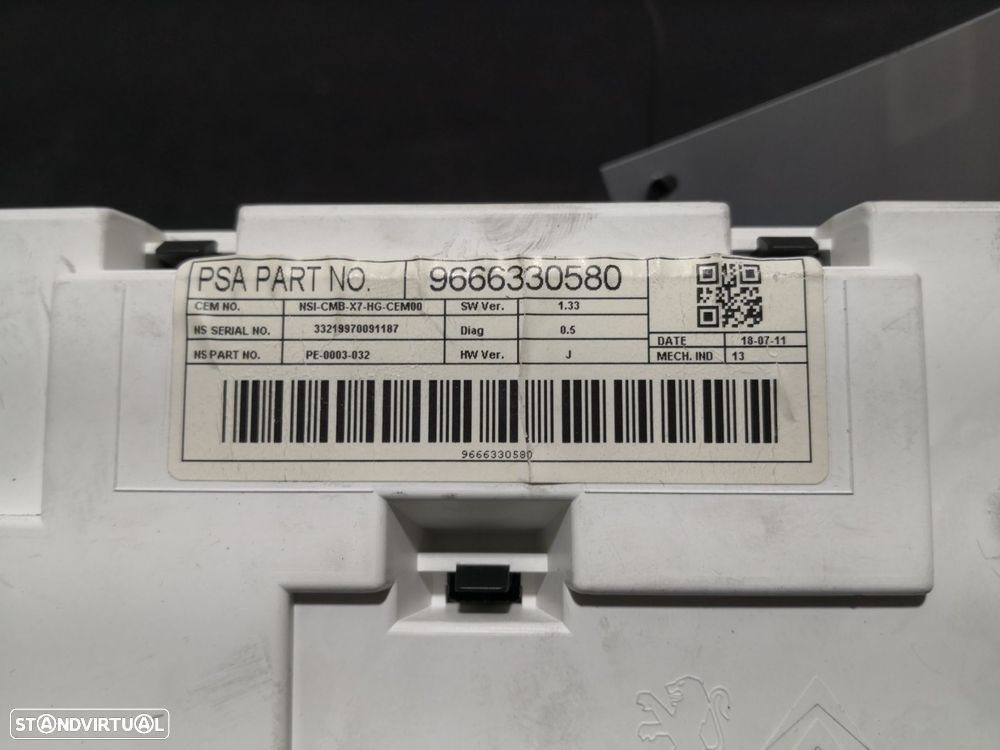 PSA PART NO. 9666330580
CEM NO. NSI-CMB-X7-HG-CEM00 SW Ver. 1.33
NS SERIAL NO. 33219970091187 Diag 0.5
DATE 18-07-11
NS PART NO. PE-0003-032 HW Ver. J
MECH. IND 13
9666330580
STANDVIRTUAL